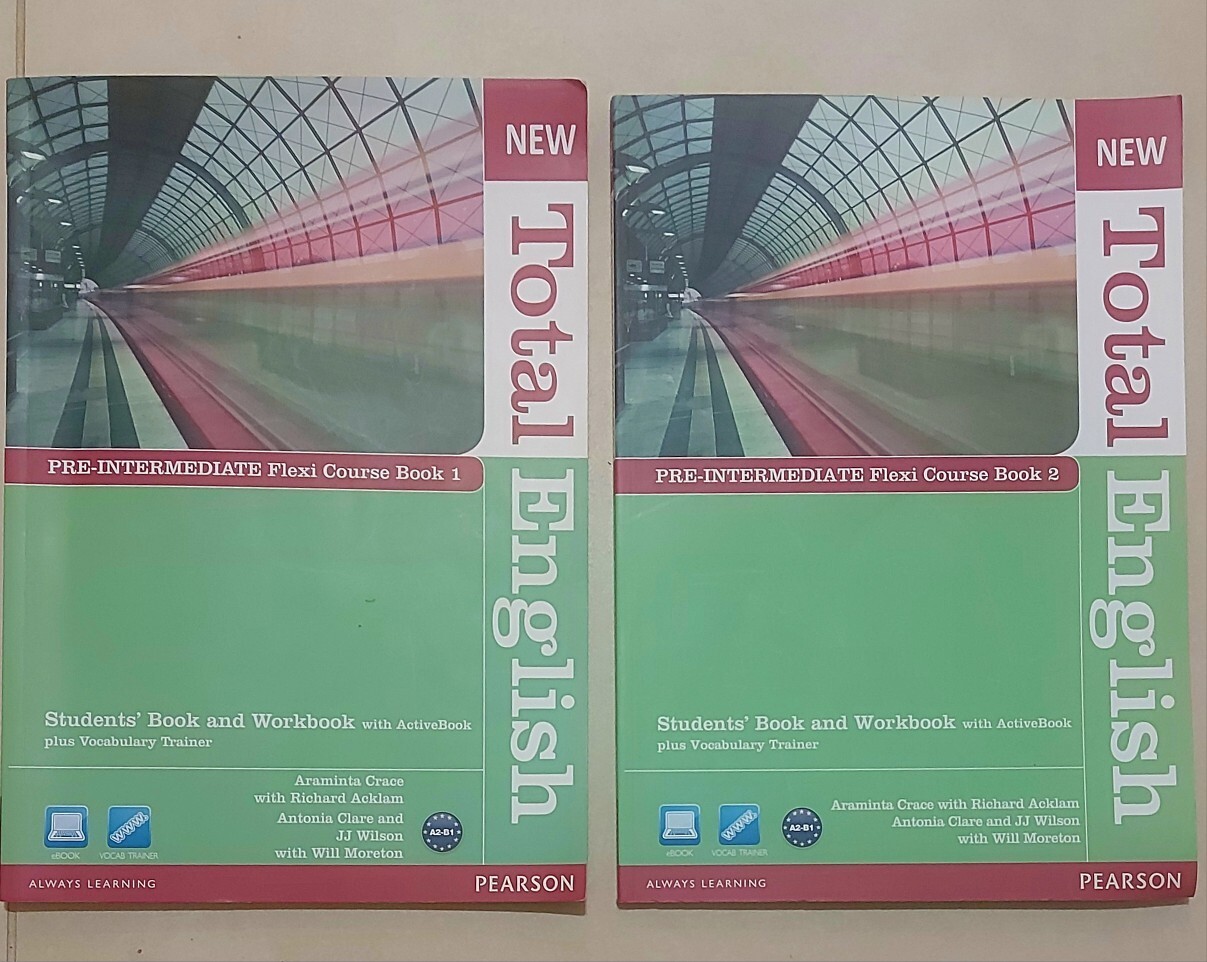 NEW
Total English
PRE-INTERMEDIATE Flexi Course Book 1
Students' Book and Workbook with ActiveBook
plus Vocabulary Trainer
Araminta Crace
with Richard Acklam
Antonia Clare and
JJ Wilson
with Will Moreton
www.
eBOOK
VOCAB TRAINER
A2-B1
ALWAYS LEARNING
PEARSON
NEW
Total English
PRE-INTERMEDIATE Flexi Course Book 2
Students' Book and Workbook with ActiveBook
plus Vocabulary Trainer
Araminta Crace with Richard Acklam
Antonia Clare and JJ Wilson
with Will Moreton
www.
eBOOK
VOCAB TRAINER
A2-B1
ALWAYS LEARNING
PEARSON